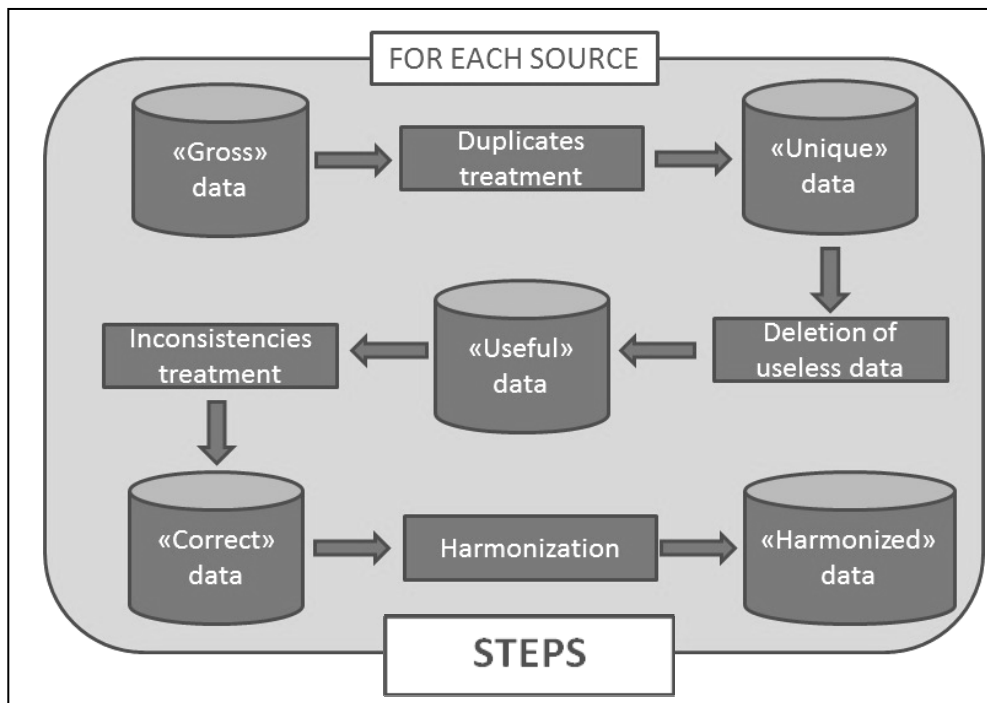 FOR EACH SOURCE
«Gross»
data
Duplicates
treatment
«Unique»
data
Deletion of
useless data
«Useful»
data
Inconsistencies
treatment
«Correct»
data
Harmonization
«Harmonized»
data
STEPS